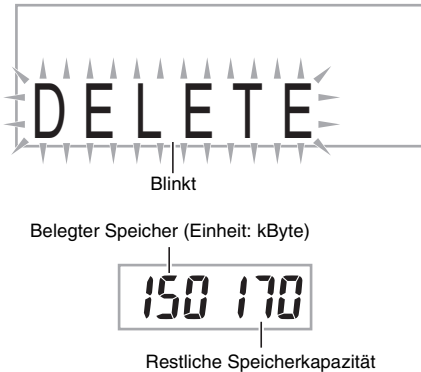 DELETE
Blinkt
Belegter Speicher (Einheit: kByte)
150 170
Restliche Speicherkapazität